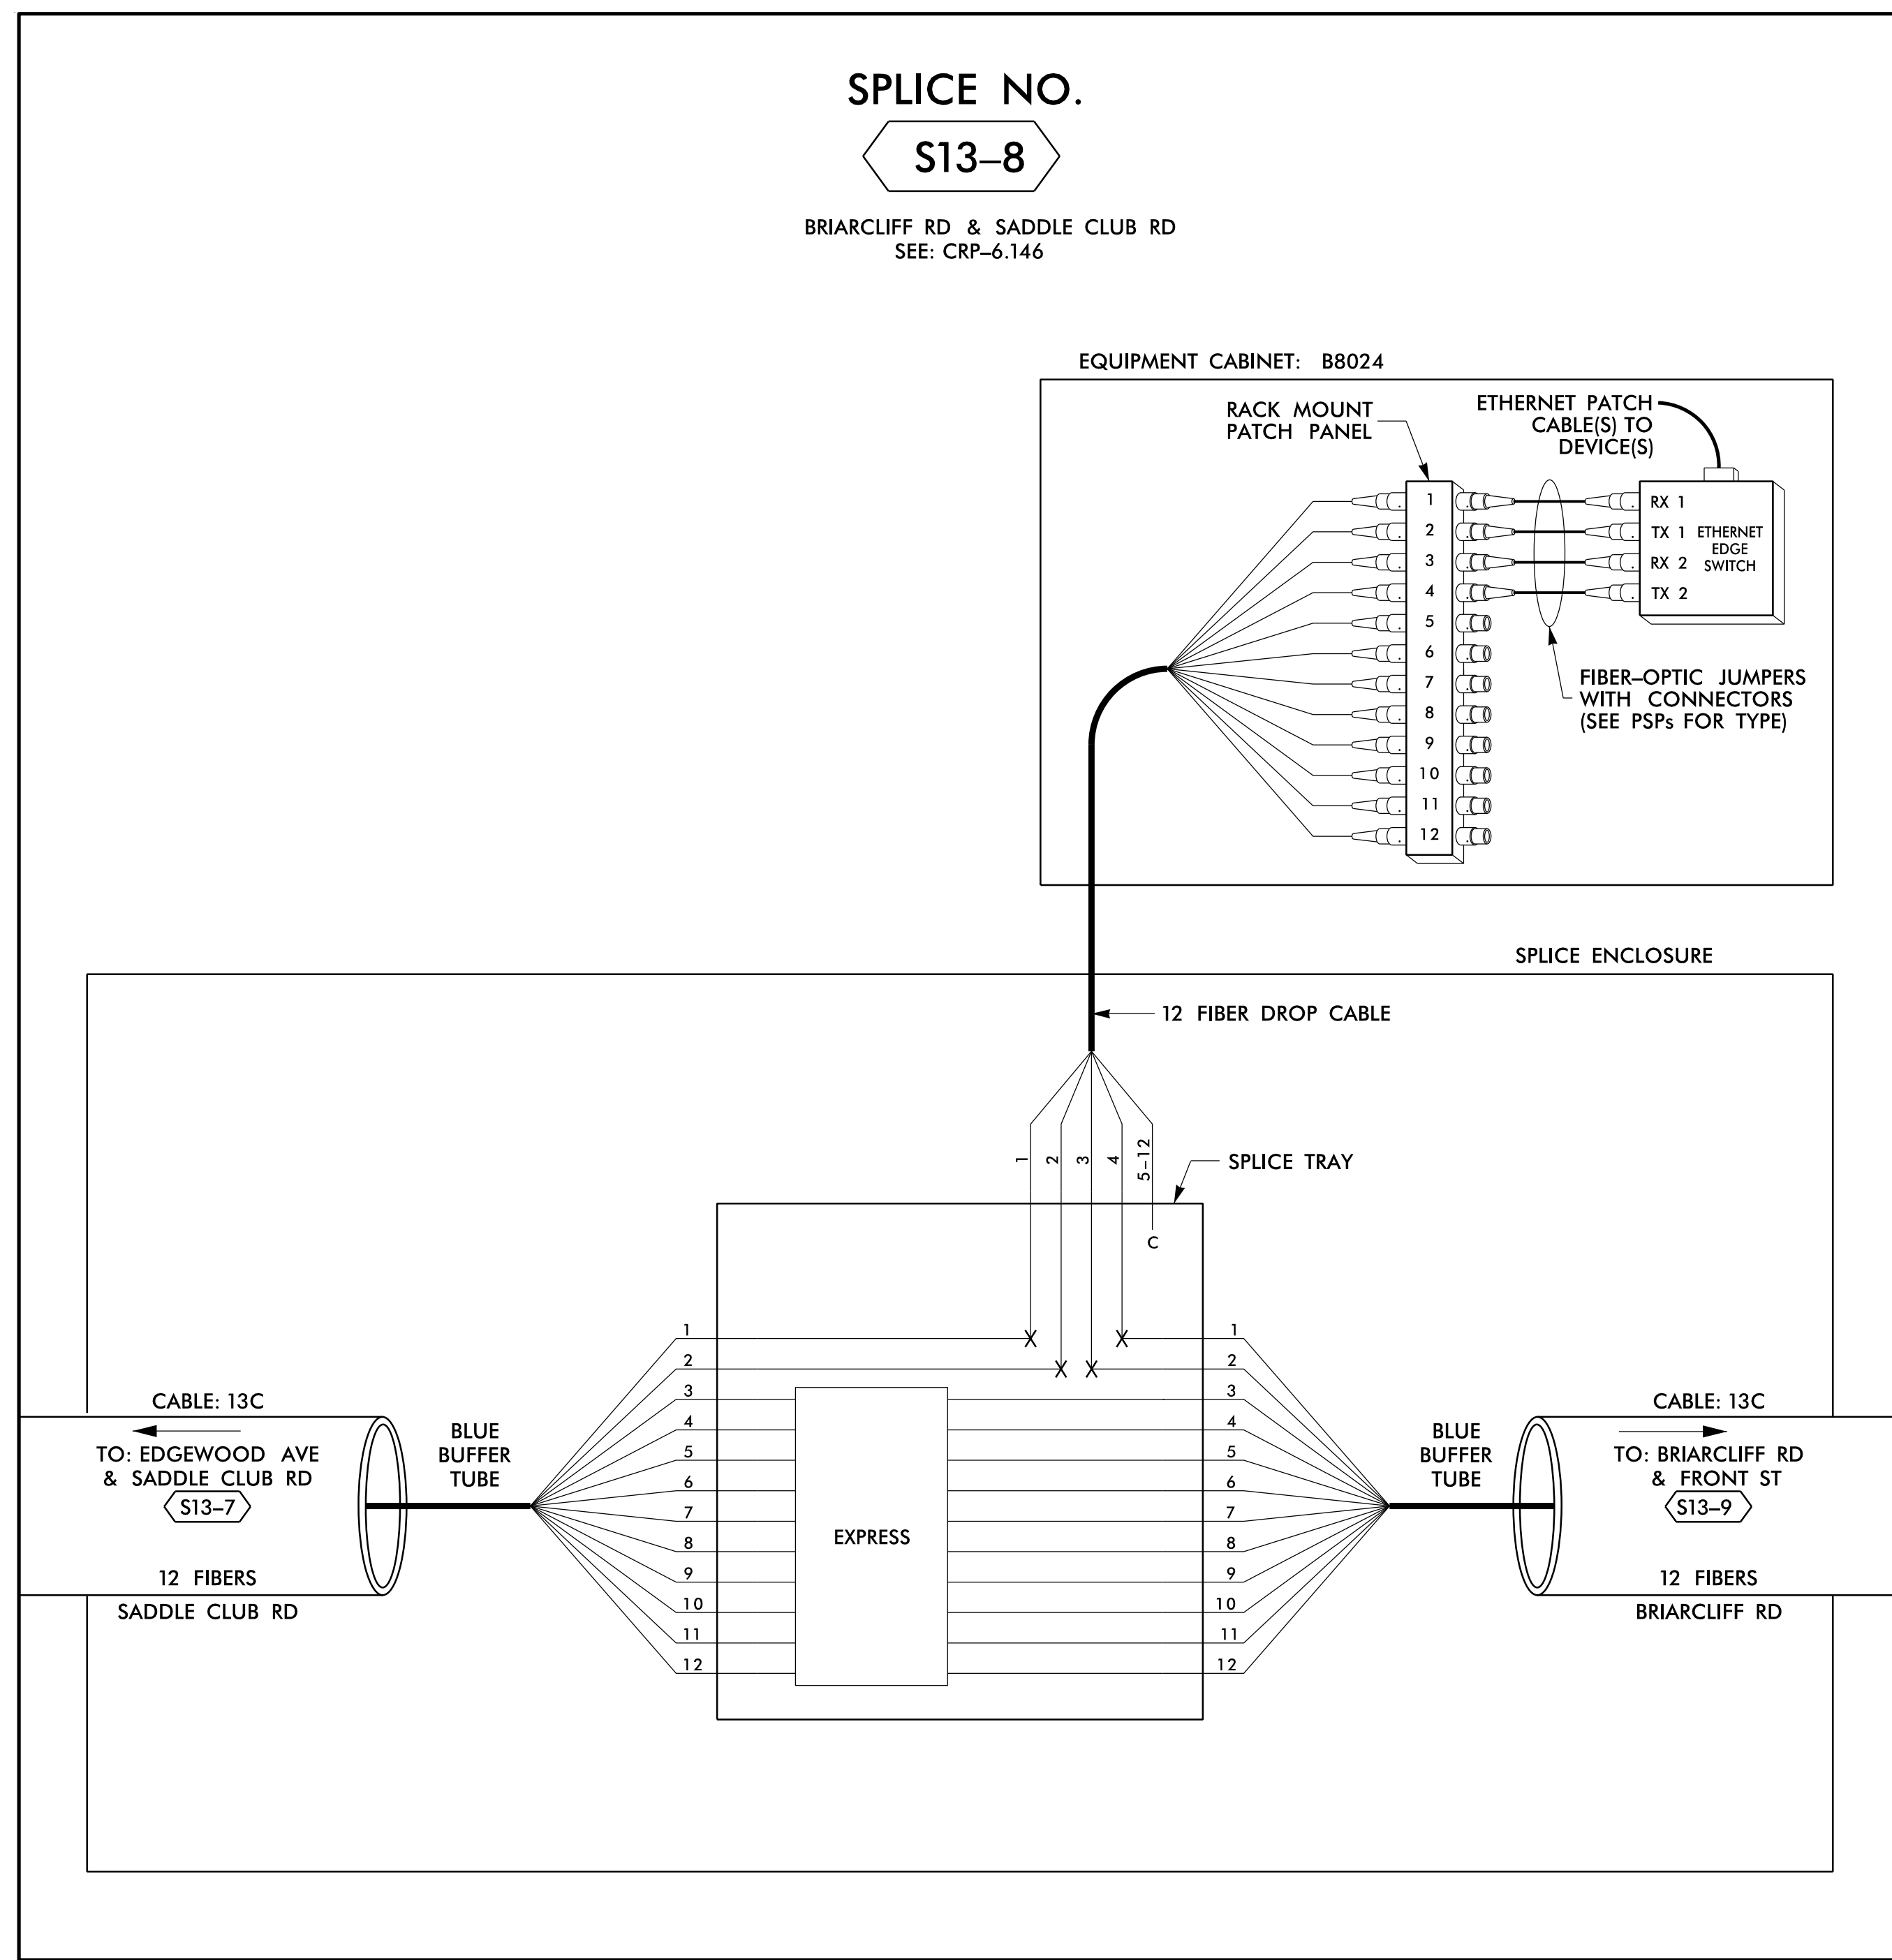 SPLICE NO.
S13–8
BRIARCLIFF RD & SADDLE CLUB RD
SEE: CRP–6.146
EQUIPMENT CABINET: B8024
RACK MOUNT
PATCH PANEL
ETHERNET PATCH
CABLE(S) TO
DEVICE(S)
1
2
3
4
5
6
7
8
9
10
11
12
RX 1
TX 1
RX 2
TX 2
ETHERNET
EDGE
SWITCH
FIBER–OPTIC JUMPERS
WITH CONNECTORS
(SEE PSPs FOR TYPE)
SPLICE ENCLOSURE
12 FIBER DROP CABLE
1
2
3
4
5–12
SPLICE TRAY
C
CABLE: 13C
TO: EDGEWOOD AVE
& SADDLE CLUB RD
S13–7
12 FIBERS
SADDLE CLUB RD
BLUE
BUFFER
TUBE
1
2
3
4
5
6
7
8
9
10
11
12
EXPRESS
1
2
3
4
5
6
7
8
9
10
11
12
BLUE
BUFFER
TUBE
CABLE: 13C
TO: BRIARCLIFF RD
& FRONT ST
S13–9
12 FIBERS
BRIARCLIFF RD